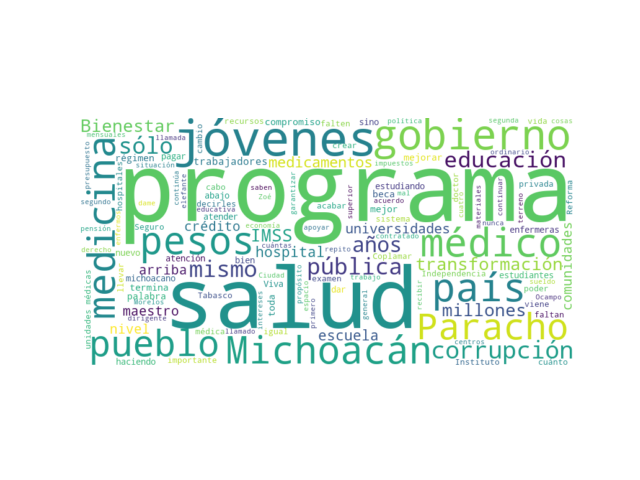 programa
salud
jóvenes
gobierno
medicina
Michoacán
pueblo
Paracho
médico
país
pesos
pública
educación
corrupción
sólo
mismo
Bienestar
transformación
millones
años
IMSS
hospital
medicamentos
universidades
comunidades
crédito
arriba
maestro
escuela
nivel
trabajadores
régimen
palabra
termina
abajo
atender
atención
beca
mejor
mejorar
sistema
estudiando
estudiantes
enfermeras
privada
recursos
compromiso
falten
sino
política
segunda
vida
cosas
cambio
llamada
crear
impuestos
pagar
situación
hospitales
mensuales
presupuesto
derecho
pensión
segundo
dame
continúa
elefante
cabo
decirles
Zoé
saben
garantizar
acabar
superior
acuerdo
mal
doctor
cuatro
materiales
continuar
nunca
terreno
ordinario
Reforma
Seguro
nuevo
michoacano
educativa
economía
apoyar
cuántas
repito
Coplamar
Independencia
poder
sueldo
viene
Ocampo
faltan
Ciudad
Viva
toda
Tabasco
Morelos
dirigente
llevar
unidades médicas
haciendo
importante
médica
llamado
igual
intereses
primero
propósito
espacio
examen
dar
trabajo
general
contratado
recibir
centros
Instituto
cuánto
bien